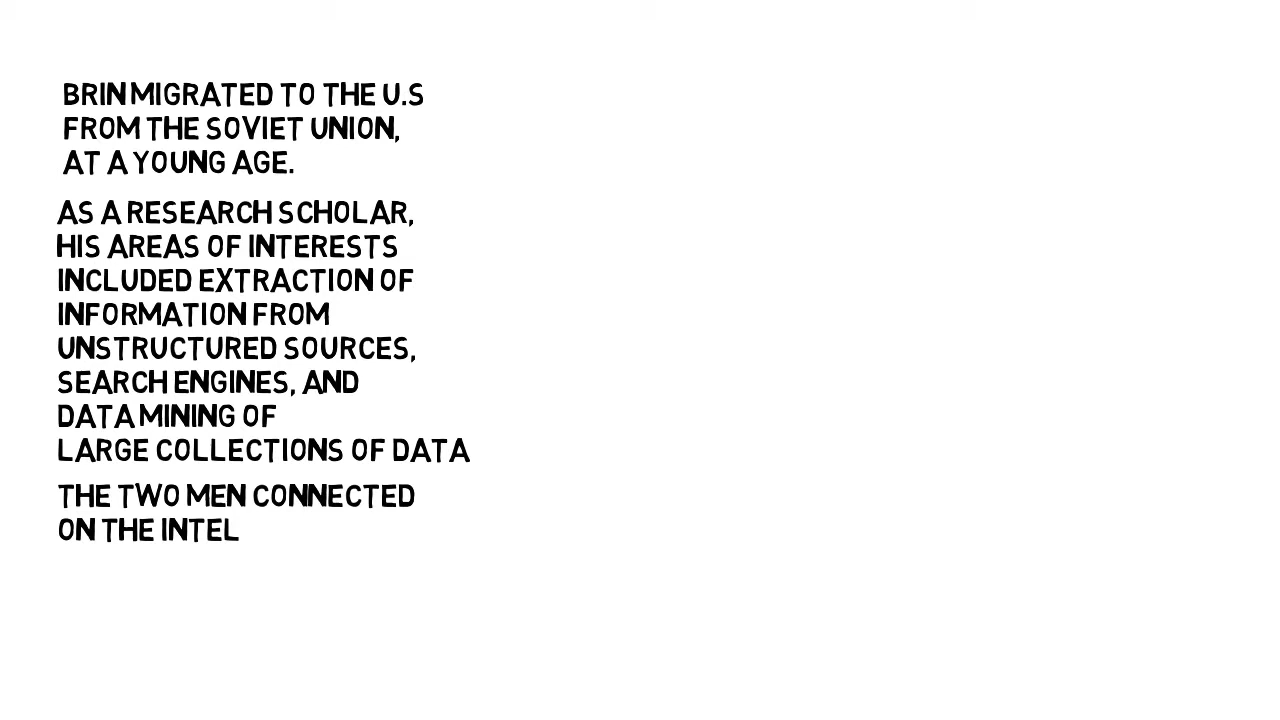 BRIN MIGRATED TO THE U.S
FROM THE SOVIET UNION,
AT A YOUNG AGE.
AS A RESEARCH SCHOLAR,
HIS AREAS OF INTERESTS
INCLUDED EXTRACTION OF
INFORMATION FROM
UNSTRUCTURED SOURCES,
SEARCH ENGINES, AND
DATA MINING OF
LARGE COLLECTIONS OF DATA
THE TWO MEN CONNECTED
ON THE INTEL